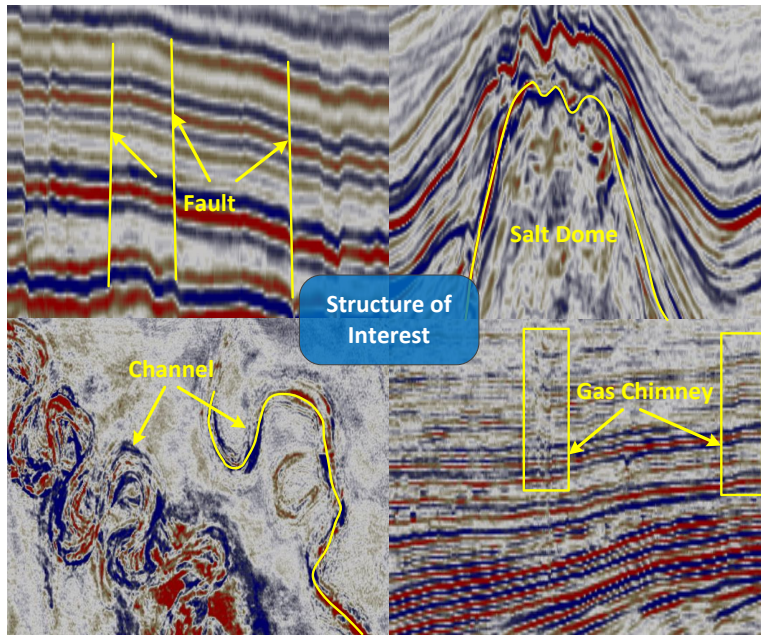 Fault
Salt Dome
Structure of
Interest
Channel
Gas Chimney